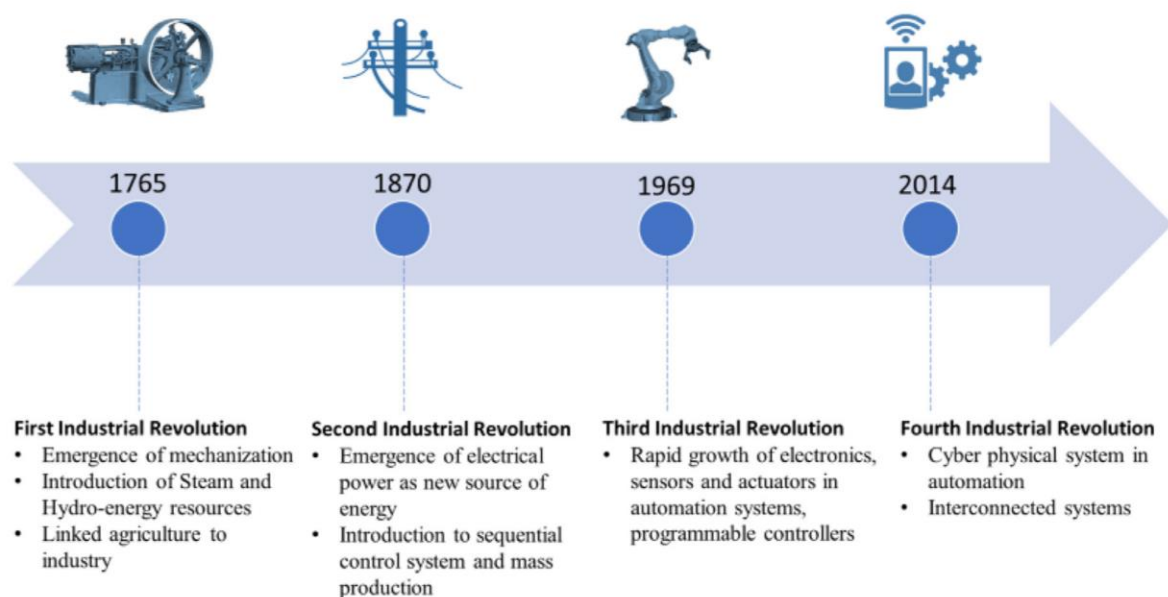 1765
1870
1969
2014
First Industrial Revolution
• Emergence of mechanization
• Introduction of Steam and
Hydro-energy resources
• Linked agriculture to
industry
Second Industrial Revolution
• Emergence of electrical
power as new source of
energy
• Introduction to sequential
control system and mass
production
Third Industrial Revolution
• Rapid growth of electronics,
sensors and actuators in
automation systems,
programmable controllers
Fourth Industrial Revolution
• Cyber physical system in
automation
• Interconnected systems